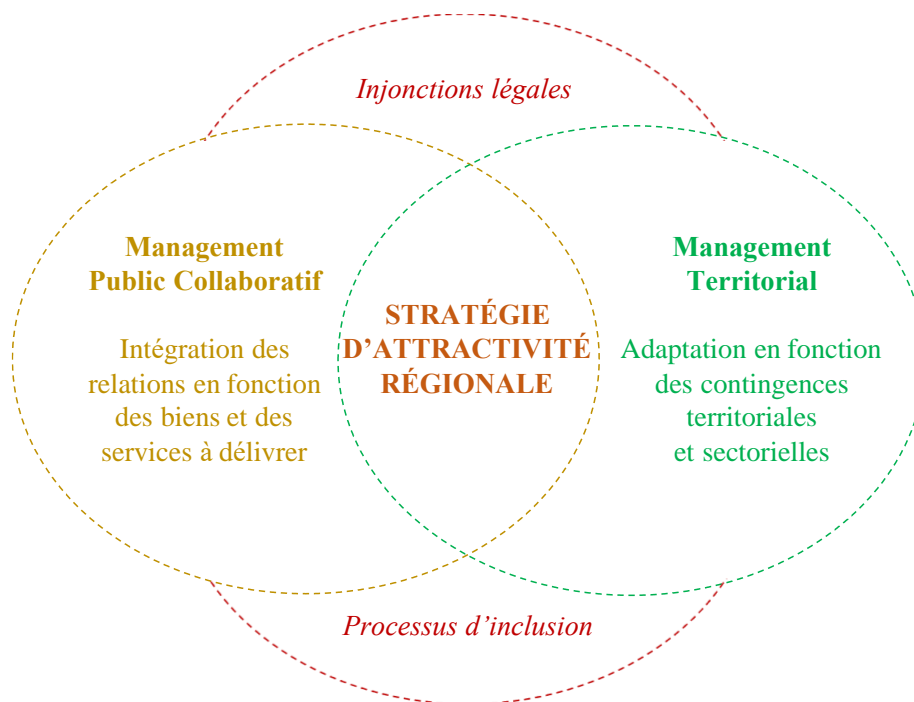 Injonctions légales
Management
Public Collaboratif
Intégration des
relations en fonction
des biens et des
services à délivrer
STRATÉGIE
D’ATTRACTIVITÉ
RÉGIONALE
Management
Territorial
Adaptation en fonction
des contingences
territoriales
et sectorielles
Processus d’inclusion